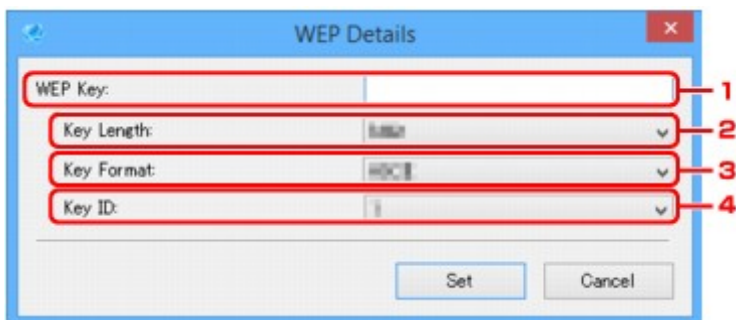 WEP Details
WEP Key: 1
Key Length: 2
Key Format: 3
Key ID: 4
Set Cancel